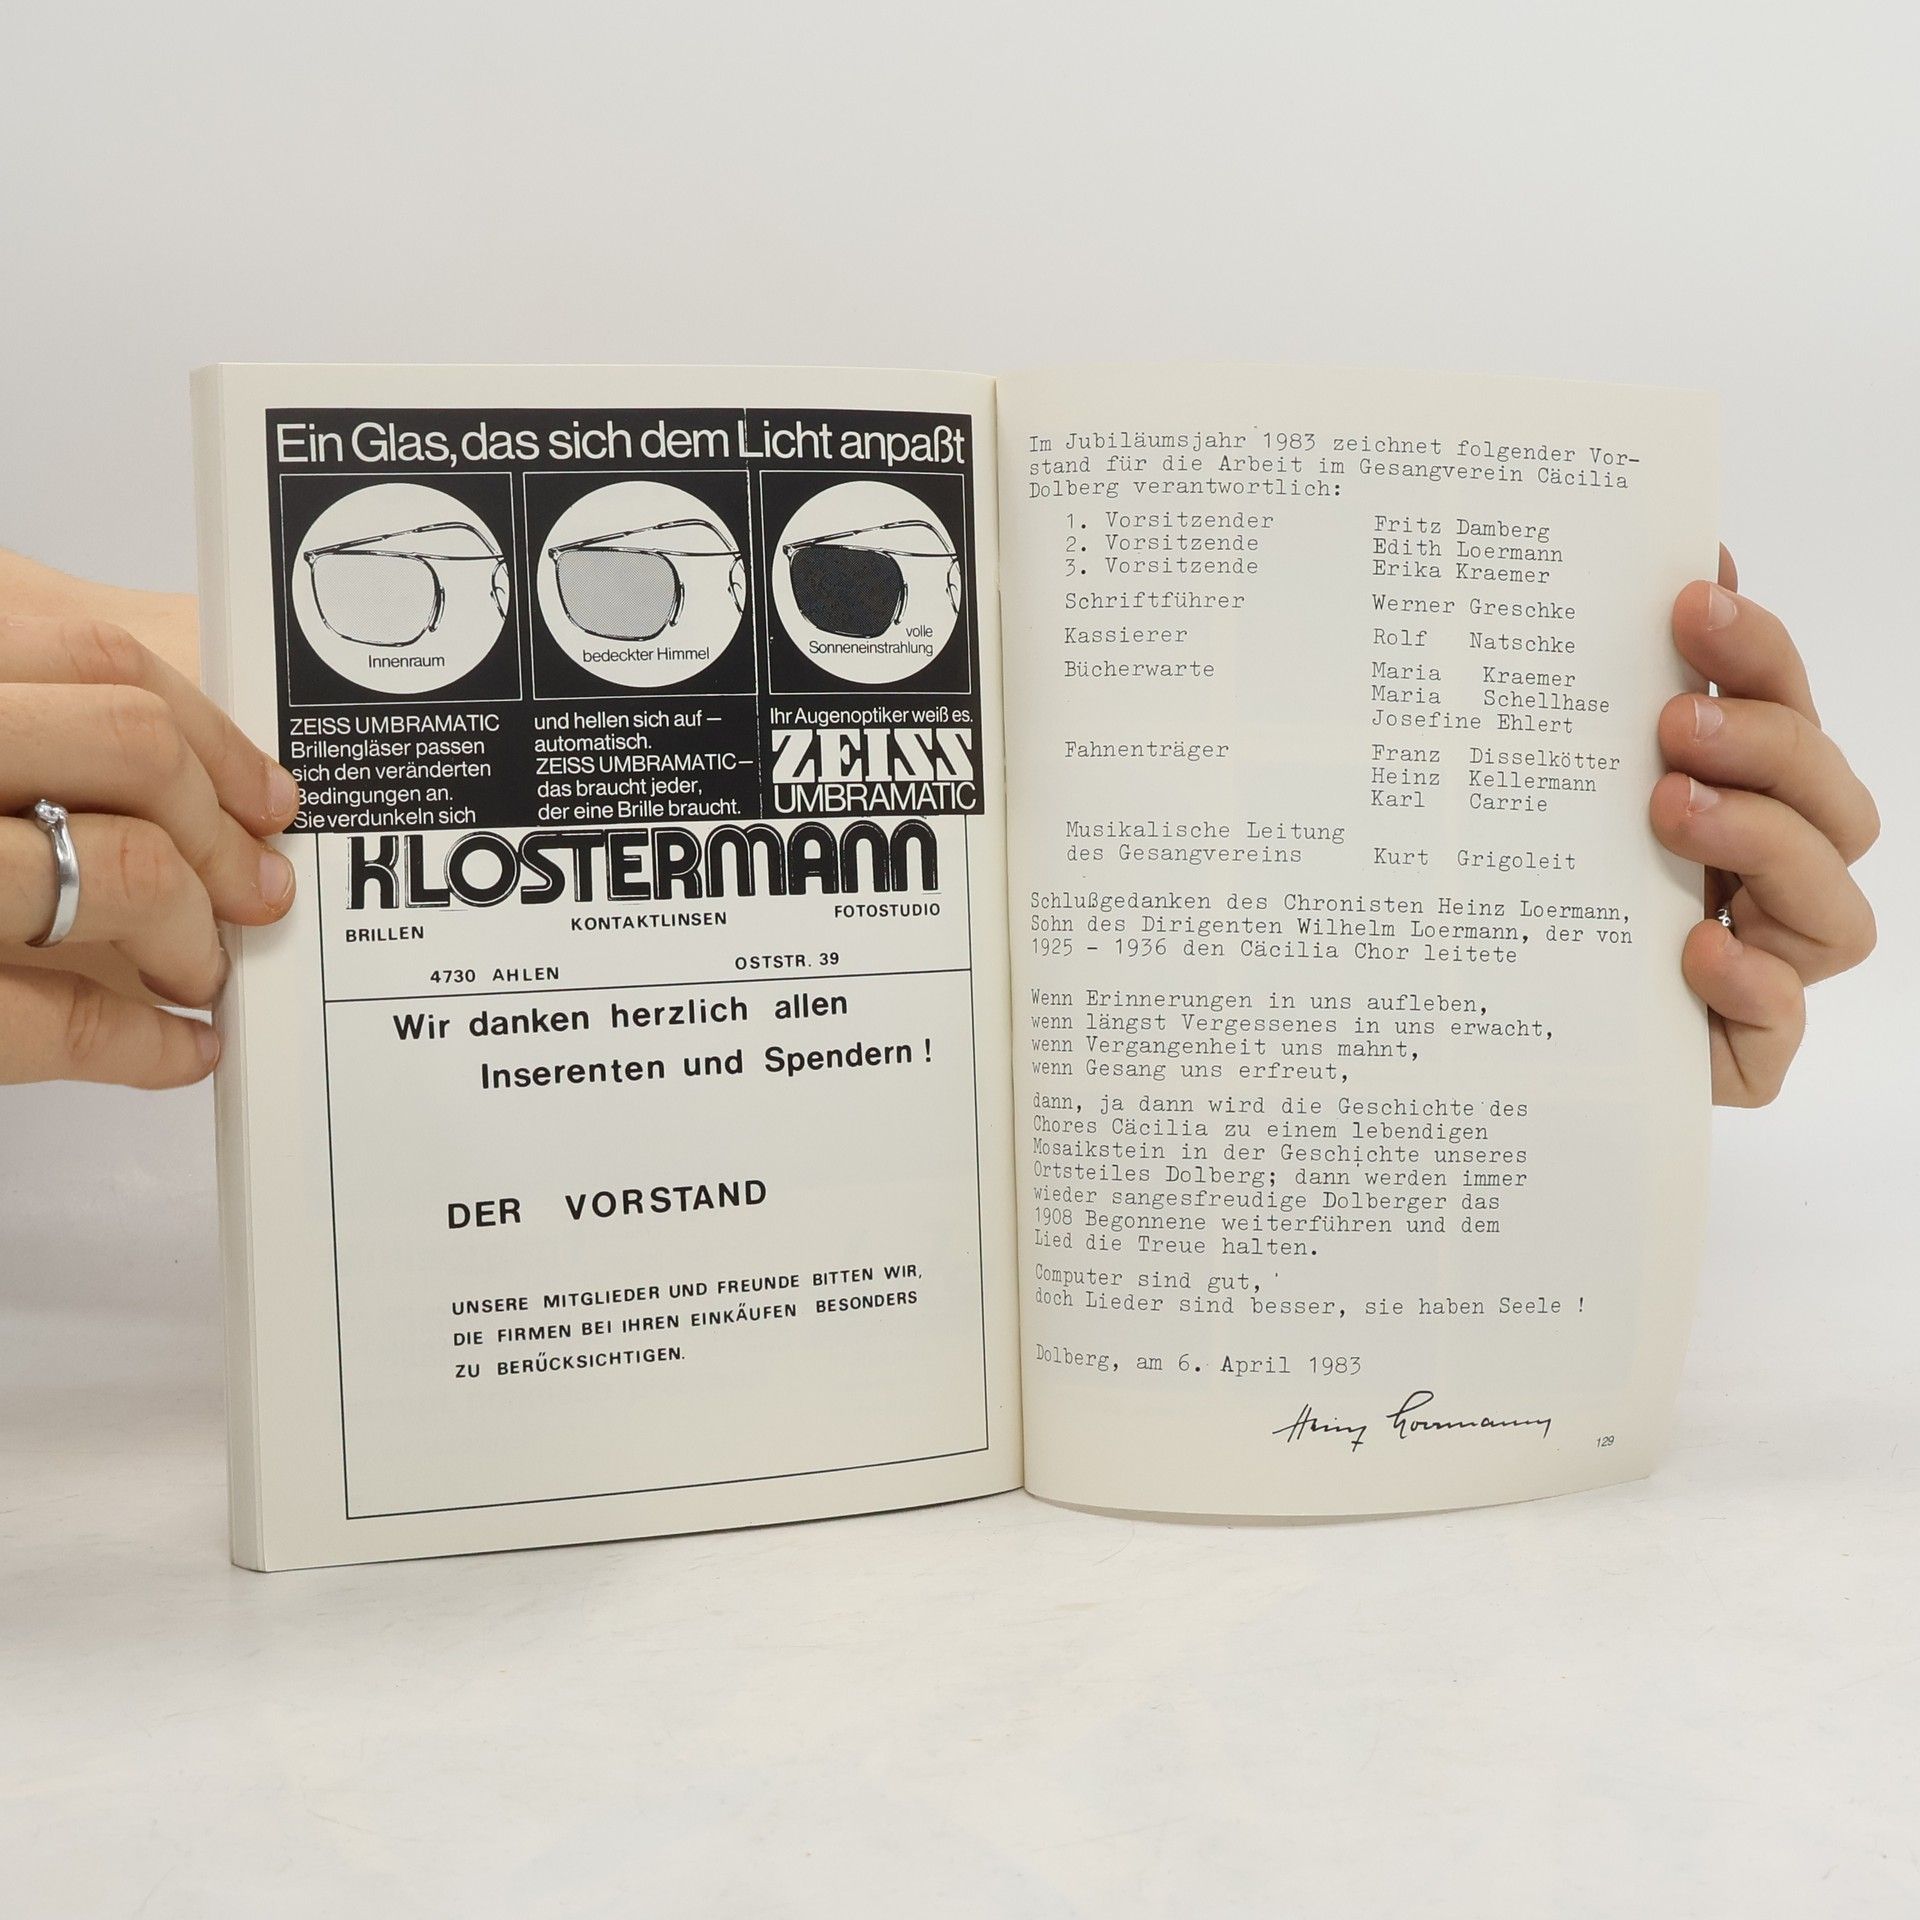 Ein Glas, das sich dem Licht anpaßt
Innenraum
bedeckter Himmel
volle
Sonneneinstrahlung
ZEISS UMBRAMATIC
Brillengläser passen
sich den veränderten
Bedingungen an.
Sie verdunkeln sich
und hellen sich auf –
automatisch.
ZEISS UMBRAMATIC –
das braucht jeder,
der eine Brille braucht.
Ihr Augenoptiker weiß es.
ZEISS
UMBRAMATIC
KLOSTERMANN
BRILLEN KONTAKTLINSEN FOTOSTUDIO
4730 AHLEN OSTSTR. 39
Wir danken herzlich allen
Inserenten und Spendern !
DER VORSTAND
UNSERE MITGLIEDER UND FREUNDE BITTEN WIR,
DIE FIRMEN BEI IHREN EINKÄUFEN BESONDERS
ZU BERÜCKSICHTIGEN.
Im Jubiläumsjahr 1983 zeichnet folgender Vor-
stand für die Arbeit im Gesangverein Cäcilia
Dolberg verantwortlich:
1. Vorsitzender Fritz Damberg
2. Vorsitzende Edith Loermann
3. Vorsitzende Erika Kraemer
Schriftführer Werner Greschke
Kassierer Rolf Natschke
Bücherwarte Maria Kraemer
Maria Schellhase
Josefine Ehlert
Fahnenträger Franz Disselkötter
Heinz Kellermann
Karl Carrie
Musikalische Leitung
des Gesangvereins Kurt Grigoleit
Schlußgedanken des Chronisten Heinz Loermann,
Sohn des Dirigenten Wilhelm Loermann, der von
1925 - 1936 den Cäcilia Chor leitete
Wenn Erinnerungen in uns aufleben,
wenn längst Vergessenes in uns erwacht,
wenn Vergangenheit uns mahnt,
wenn Gesang uns erfreut,
dann, ja dann wird die Geschichte des
Chores Cäcilia zu einem lebendigen
Mosaikstein in der Geschichte unseres
Ortsteiles Dolberg; dann werden immer
wieder sangesfreudige Dolberger das
1908 Begonnene weiterführen und dem
Lied die Treue halten.
Computer sind gut,
doch Lieder sind besser, sie haben Seele !
Dolberg, am 6. April 1983
Heinz Loermann
129